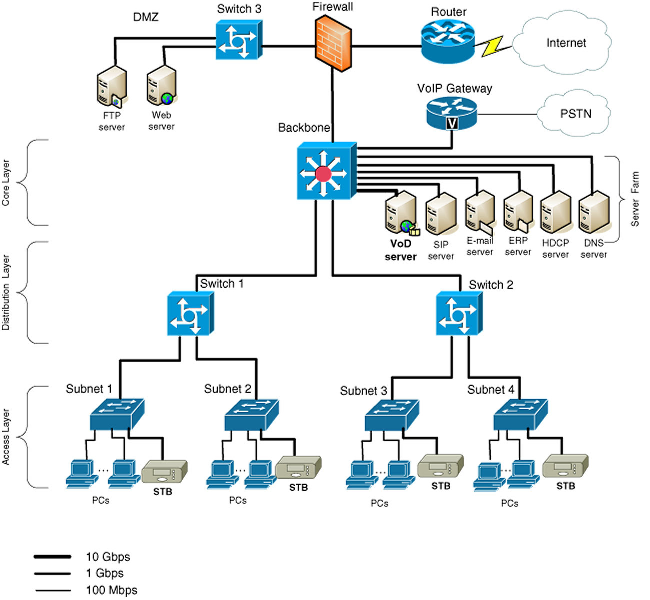 DMZ
Switch 3
Firewall
Router
Internet
FTP
server
Web
server
VoIP Gateway
V
PSTN
Backbone
Core Layer
Server Farm
VoD
server
SIP
server
E-mail
server
ERP
server
HDCP
server
DNS
server
Distribution Layer
Switch 1
Switch 2
Access Layer
Subnet 1
Subnet 2
Subnet 3
Subnet 4
...
...
...
...
PCs
STB
PCs
STB
PCs
STB
PCs
STB
10 Gbps
1 Gbps
100 Mbps